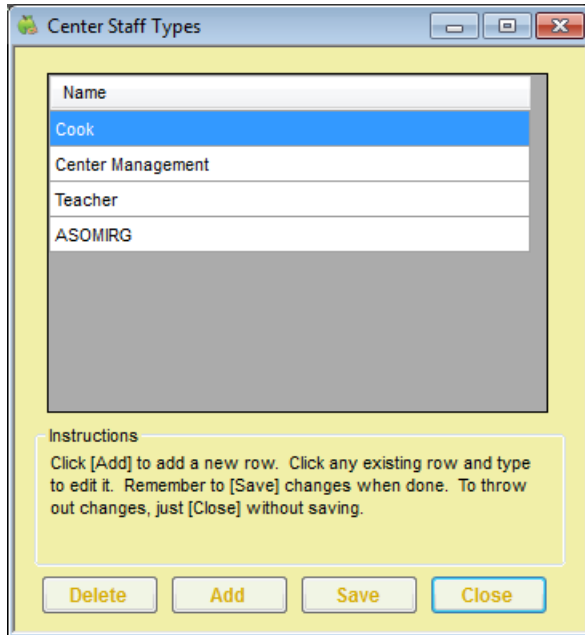 Center Staff Types
Name
Cook
Center Management
Teacher
ASOMIRG
Instructions
Click [Add] to add a new row.  Click any existing row and type
to edit it.  Remember to [Save] changes when done.  To throw
out changes, just [Close] without saving.
Delete Add Save Close